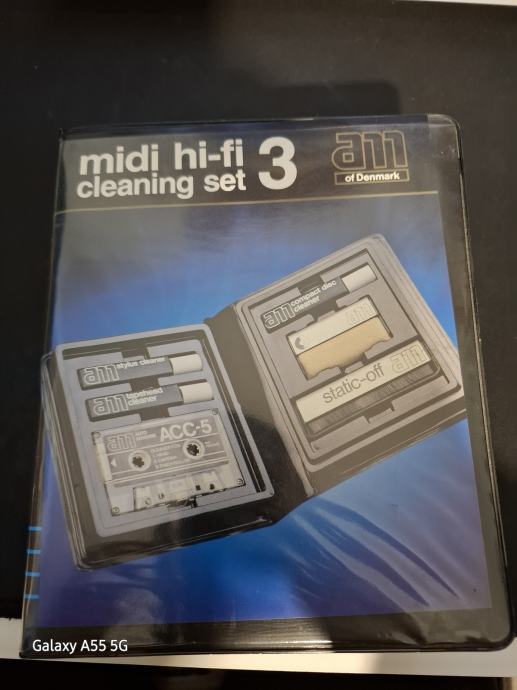 midi hi-fi
cleaning set 3
am
of Denmark
am compact disc
cleaner
am
static-off am
am stylus cleaner
am tapehead
cleaner
am
ACC-5
Galaxy A55 5G